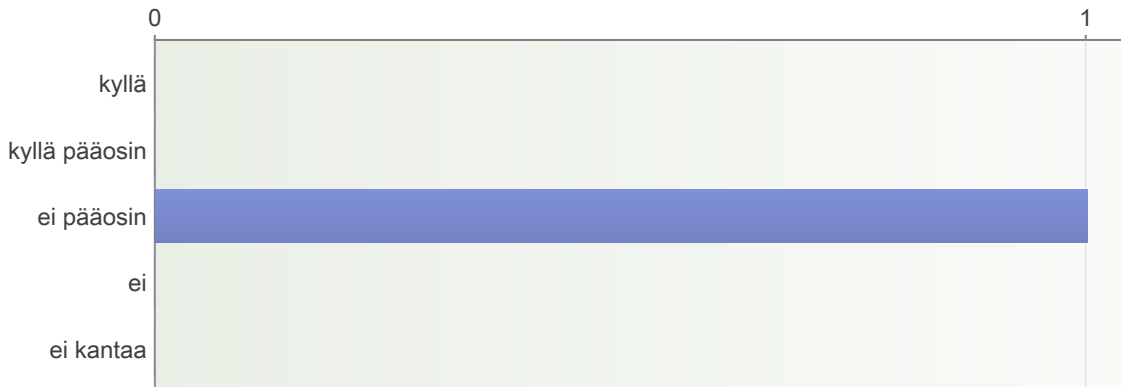 0 1
kyllä
kyllä pääosin
ei pääosin
ei
ei kantaa